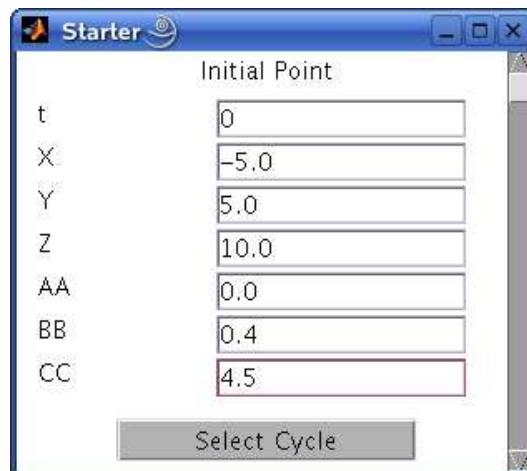 Starter
Initial Point
t 0
X -5.0
Y 5.0
Z 10.0
AA 0.0
BB 0.4
CC 4.5
Select Cycle